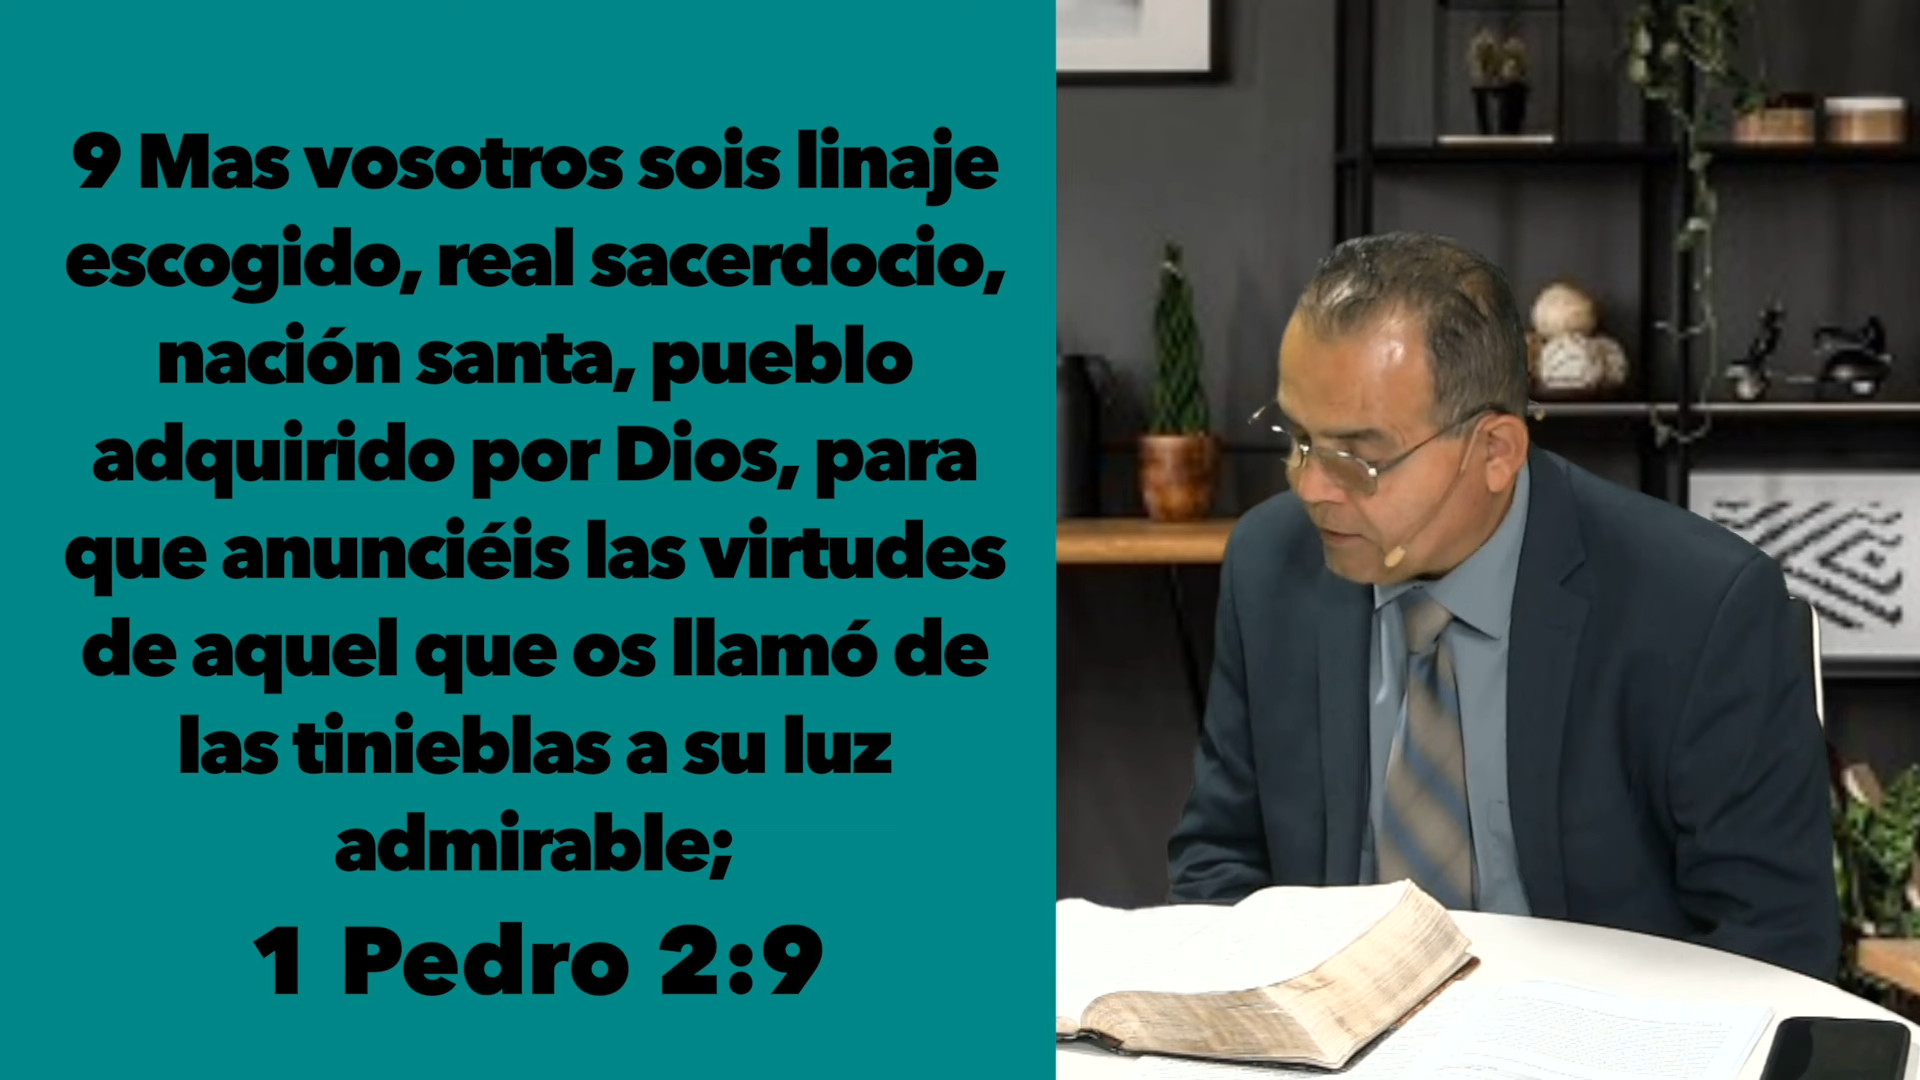 9 Mas vosotros sois linaje
escogido, real sacerdocio,
nación santa, pueblo
adquirido por Dios, para
que anunciéis las virtudes
de aquel que os llamó de
las tinieblas a su luz
admirable;
1 Pedro 2:9